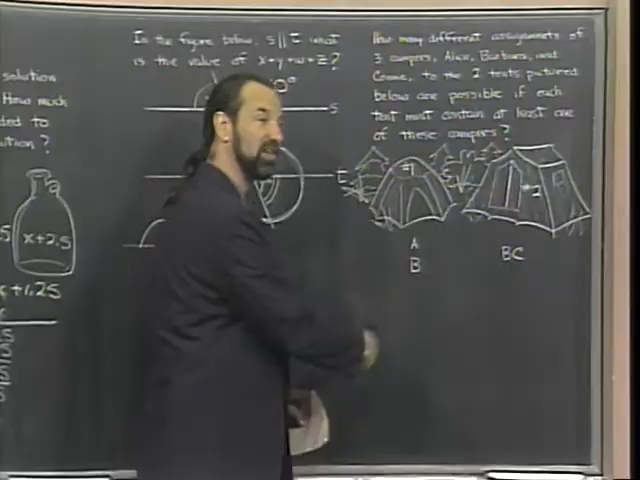 solution
How much
ded to
ution?
x+2.5
In the figure below, s || t what
is the value of x+y+w+z?
s
t
How many different assignments of
3 campers, Alice, Barbara, and
Connie, to the 2 tents pictured
below are possible if each
tent must contain at least one
of these campers?
A
B
BC